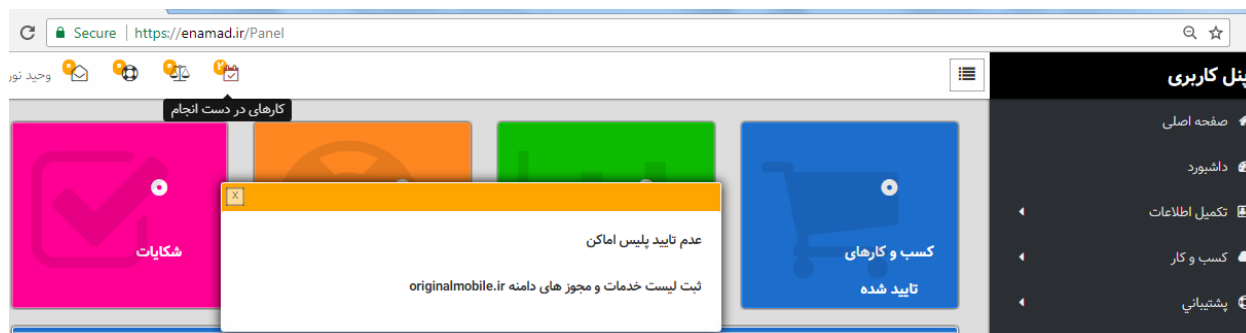 Secure | https://enamad.ir/Panel
پنل کاربری
وحید نور
صفحه اصلی
کارهای در دست انجام
داشبورد
تکمیل اطلاعات
کسب و کار
پشتیباني
کسب و کارهای
تایید شده
شکایات
X
عدم تایید پلیس اماکن
ثبت لیست خدمات و مجوز های دامنه originalmobile.ir